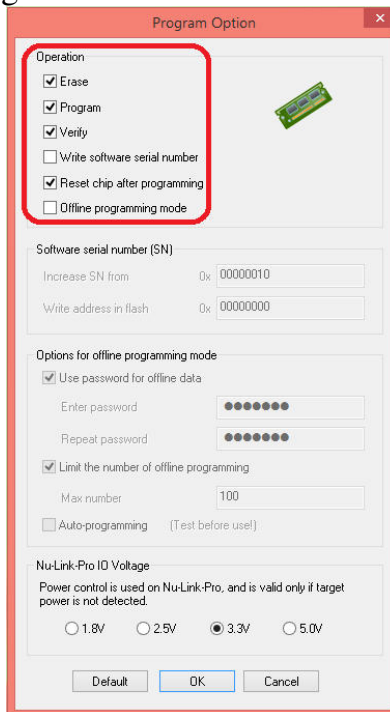 Program Option
Operation
Erase
Program
Verify
Write software serial number
Reset chip after programming
Offline programming mode
Software serial number (SN)
Increase SN from 0x 00000010
Write address in flash 0x 00000000
Options for offline programming mode
Use password for offline data
Enter password
Repeat password
Limit the number of offline programming
Max number 100
Auto-programming (Test before use!)
Nu-Link-Pro IO Voltage
Power control is used on Nu-Link-Pro, and is valid only if target
power is not detected.
1.8V 2.5V 3.3V 5.0V
Default OK Cancel